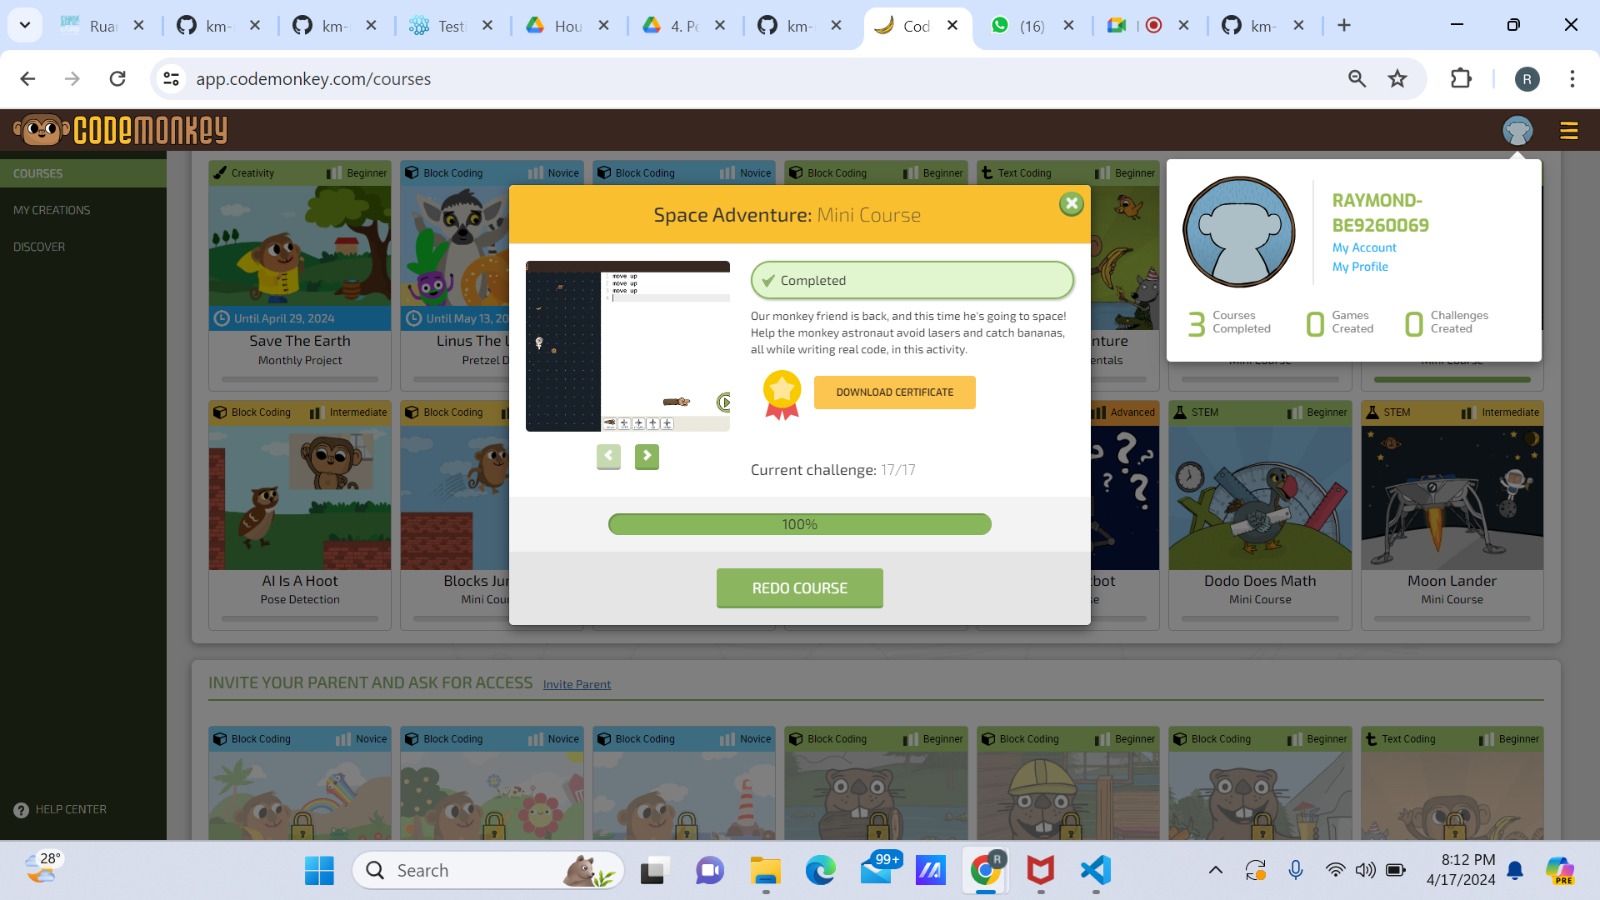 Ruar
km-
km-
Testi
Hou
4. Pe
km-
Cod
(16)
km-
app.codemonkey.com/courses
R
CODEMONKEY
COURSES
MY CREATIONS
DISCOVER
HELP CENTER
Creativity Beginner
Until April 29, 2024
Save The Earth
Monthly Project
Block Coding Novice
Until May 13, 20
Linus The L
Pretzel D
Block Coding Novice
Block Coding Beginner
Text Coding Beginner
nture
entals
Mini Course
Mini Course
RAYMOND-
BE9260069
My Account
My Profile
3 Courses Completed
0 Games Created
0 Challenges Created
Space Adventure: Mini Course
move up
move up
move up
Completed
Our monkey friend is back, and this time he's going to space!
Help the monkey astronaut avoid lasers and catch bananas,
all while writing real code, in this activity.
DOWNLOAD CERTIFICATE
Current challenge: 17/17
100%
REDO COURSE
Block Coding Intermediate
AI Is A Hoot
Pose Detection
Block Coding
Blocks Ju
Mini Cou
Advanced
bot
se
STEM Beginner
Dodo Does Math
Mini Course
STEM Intermediate
Moon Lander
Mini Course
INVITE YOUR PARENT AND ASK FOR ACCESS Invite Parent
Block Coding Novice
Block Coding Novice
Block Coding Novice
Block Coding Beginner
Block Coding Beginner
Block Coding Beginner
Text Coding Beginner
28°
Search
99+
R
PRE
8:12 PM
4/17/2024